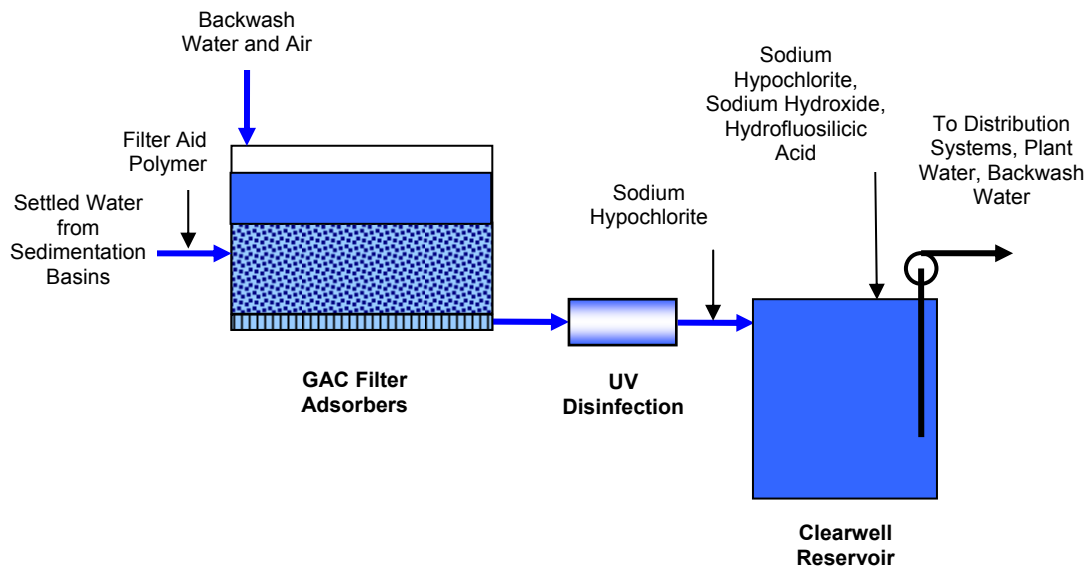 Backwash
Water and Air
Filter Aid
Polymer
Settled Water
from
Sedimentation
Basins
GAC Filter
Adsorbers
UV
Disinfection
Sodium
Hypochlorite
Sodium
Hypochlorite,
Sodium Hydroxide,
Hydrofluosilicic
Acid
To Distribution
Systems, Plant
Water, Backwash
Water
Clearwell
Reservoir